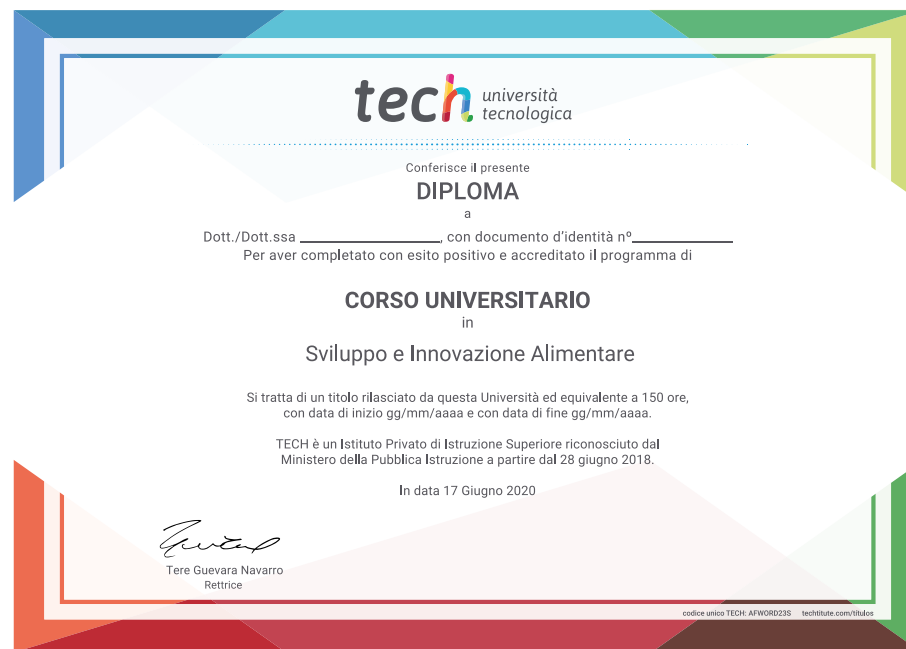 tech università
tecnologica
Conferisce il presente
DIPLOMA
a
Dott./Dott.ssa ____________________, con documento d'identità nº______________
Per aver completato con esito positivo e accreditato il programma di
CORSO UNIVERSITARIO
in
Sviluppo e Innovazione Alimentare
Si tratta di un titolo rilasciato da questa Università ed equivalente a 150 ore,
con data di inizio gg/mm/aaaa e con data di fine gg/mm/aaaa.
TECH è un Istituto Privato di Istruzione Superiore riconosciuto dal
Ministero della Pubblica Istruzione a partire dal 28 giugno 2018.
In data 17 Giugno 2020
Tere Guevara Navarro
Rettrice
codice unico TECH: AFWORD23S techtitute.com/titulos